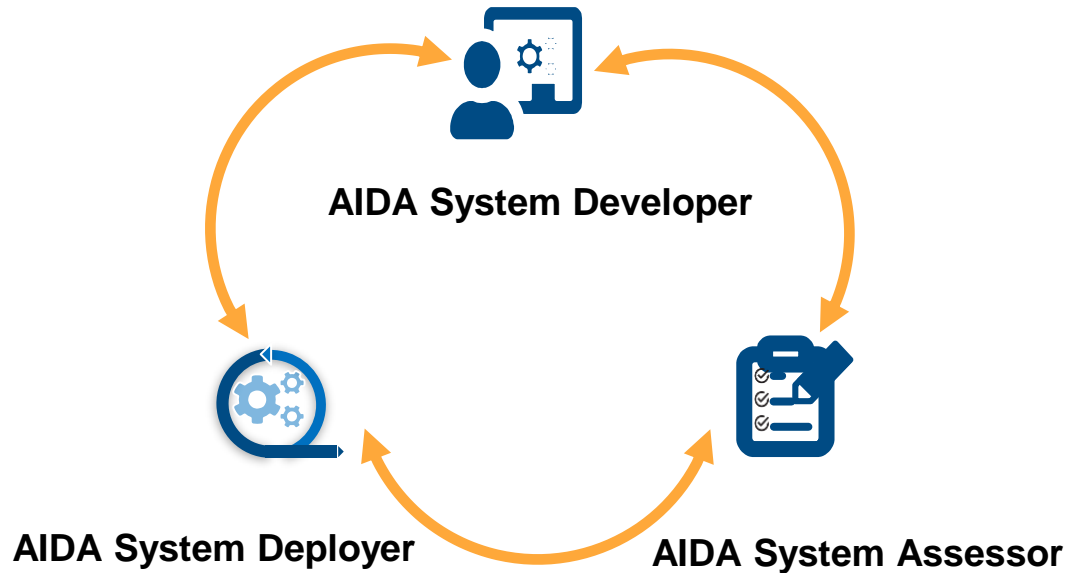 AIDA System Developer
AIDA System Deployer
AIDA System Assessor